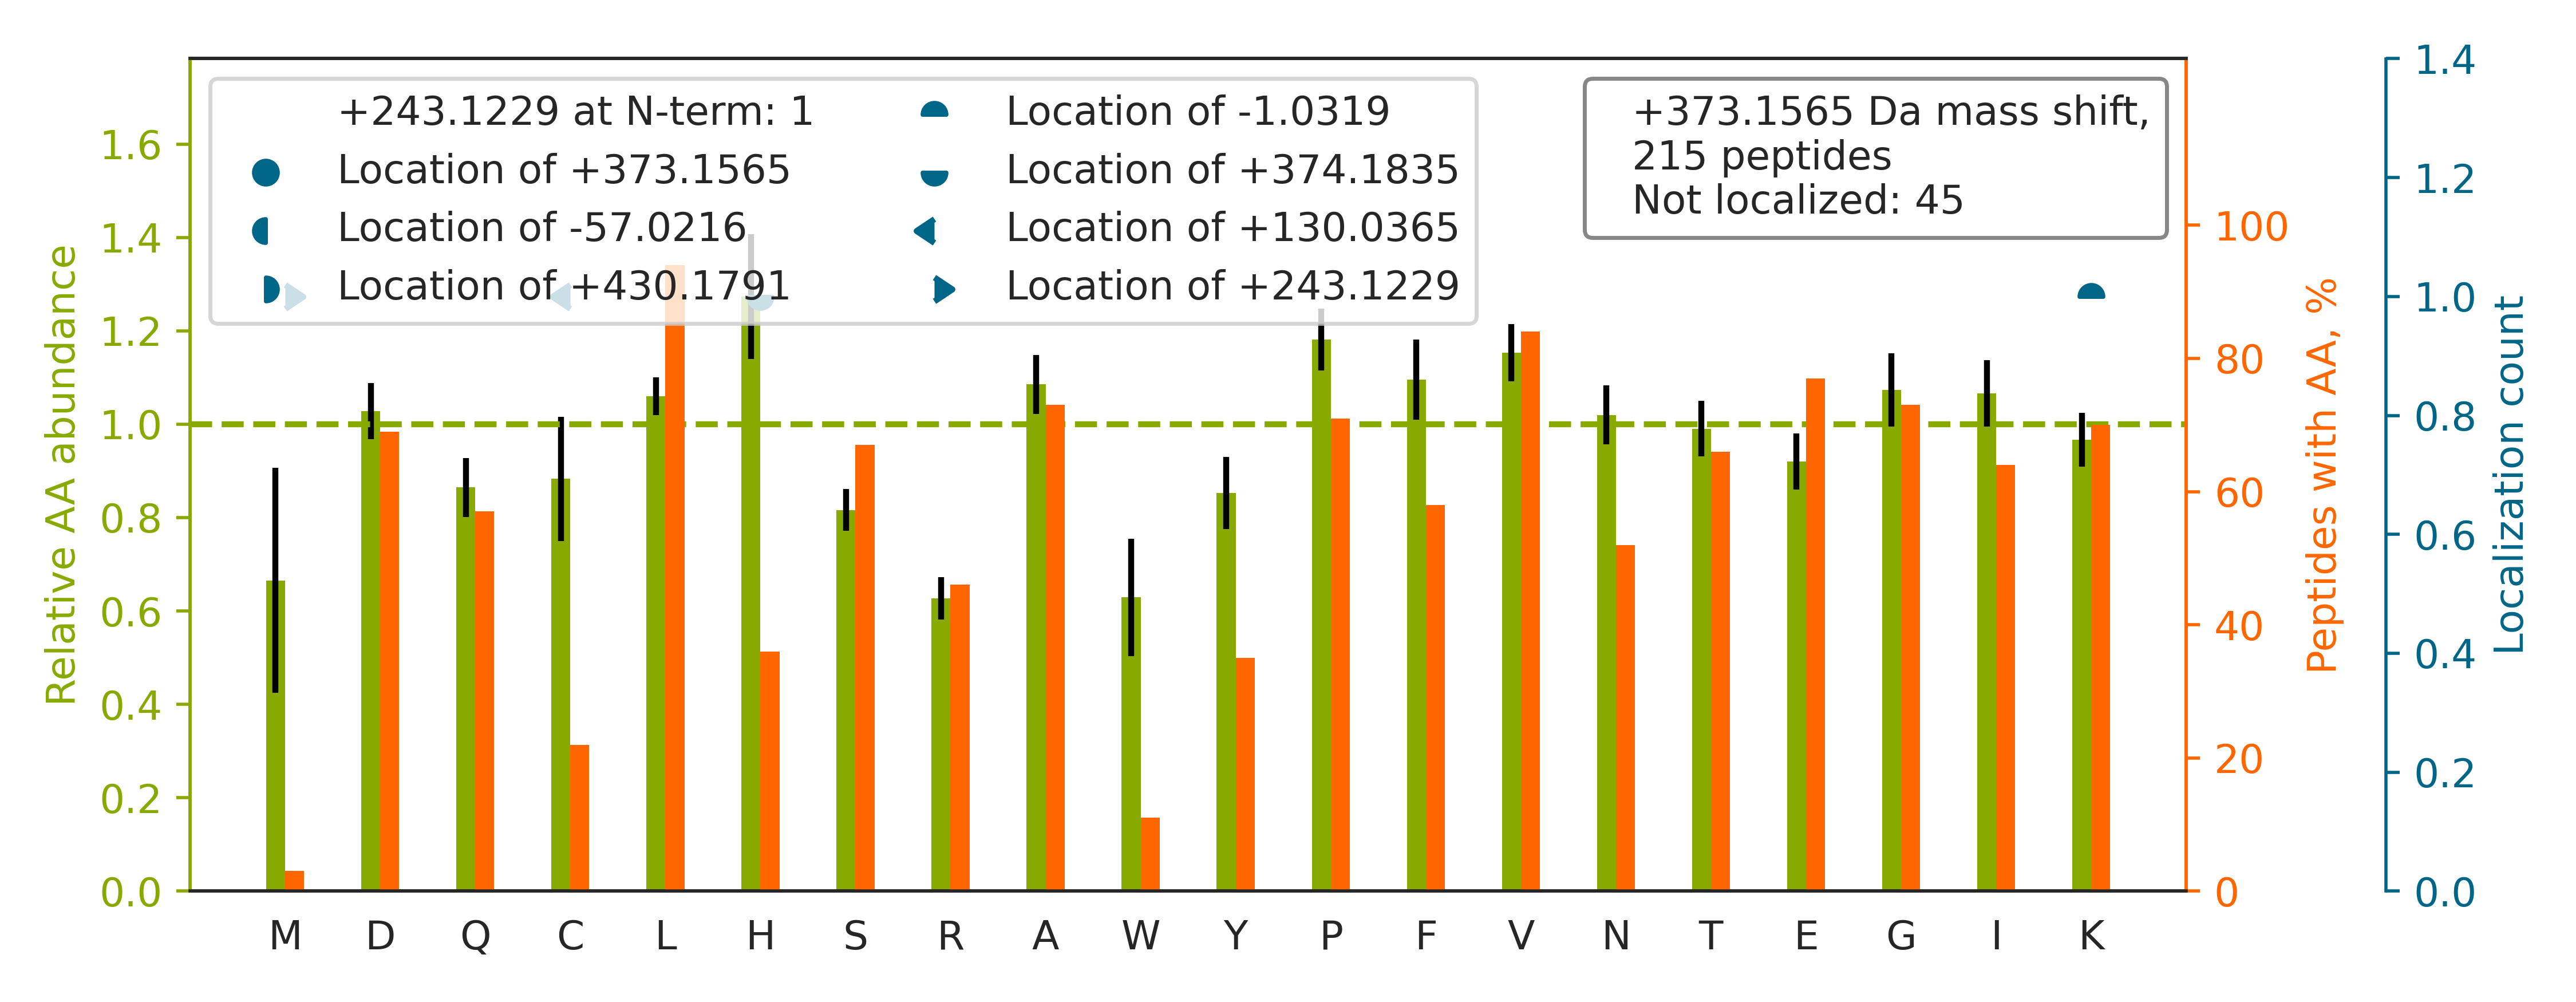 +243.1229 at N-term: 1
Location of +373.1565
Location of -57.0216
Location of +430.1791
Location of -1.0319
Location of +374.1835
Location of +130.0365
Location of +243.1229
+373.1565 Da mass shift,
215 peptides
Not localized: 45
Relative AA abundance
1.6
1.4
1.2
1.0
0.8
0.6
0.4
0.2
0.0
M D Q C L H S R A W Y P F V N T E G I K
100
80
60
40
20
0
Peptides with AA, %
1.4
1.2
1.0
0.8
0.6
0.4
0.2
0.0
Localization count